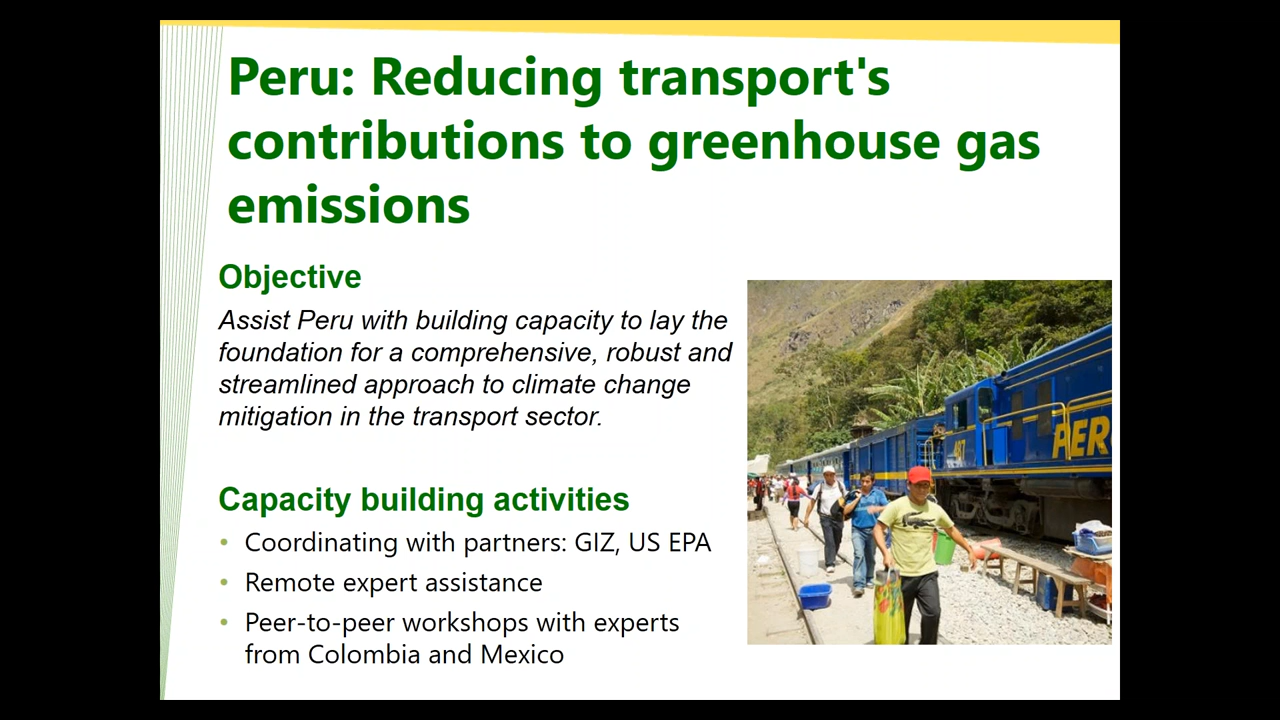 Peru: Reducing transport's
contributions to greenhouse gas
emissions
Objective
Assist Peru with building capacity to lay the
foundation for a comprehensive, robust and
streamlined approach to climate change
mitigation in the transport sector.
Capacity building activities
• Coordinating with partners: GIZ, US EPA
• Remote expert assistance
• Peer-to-peer workshops with experts
from Colombia and Mexico
PER
487